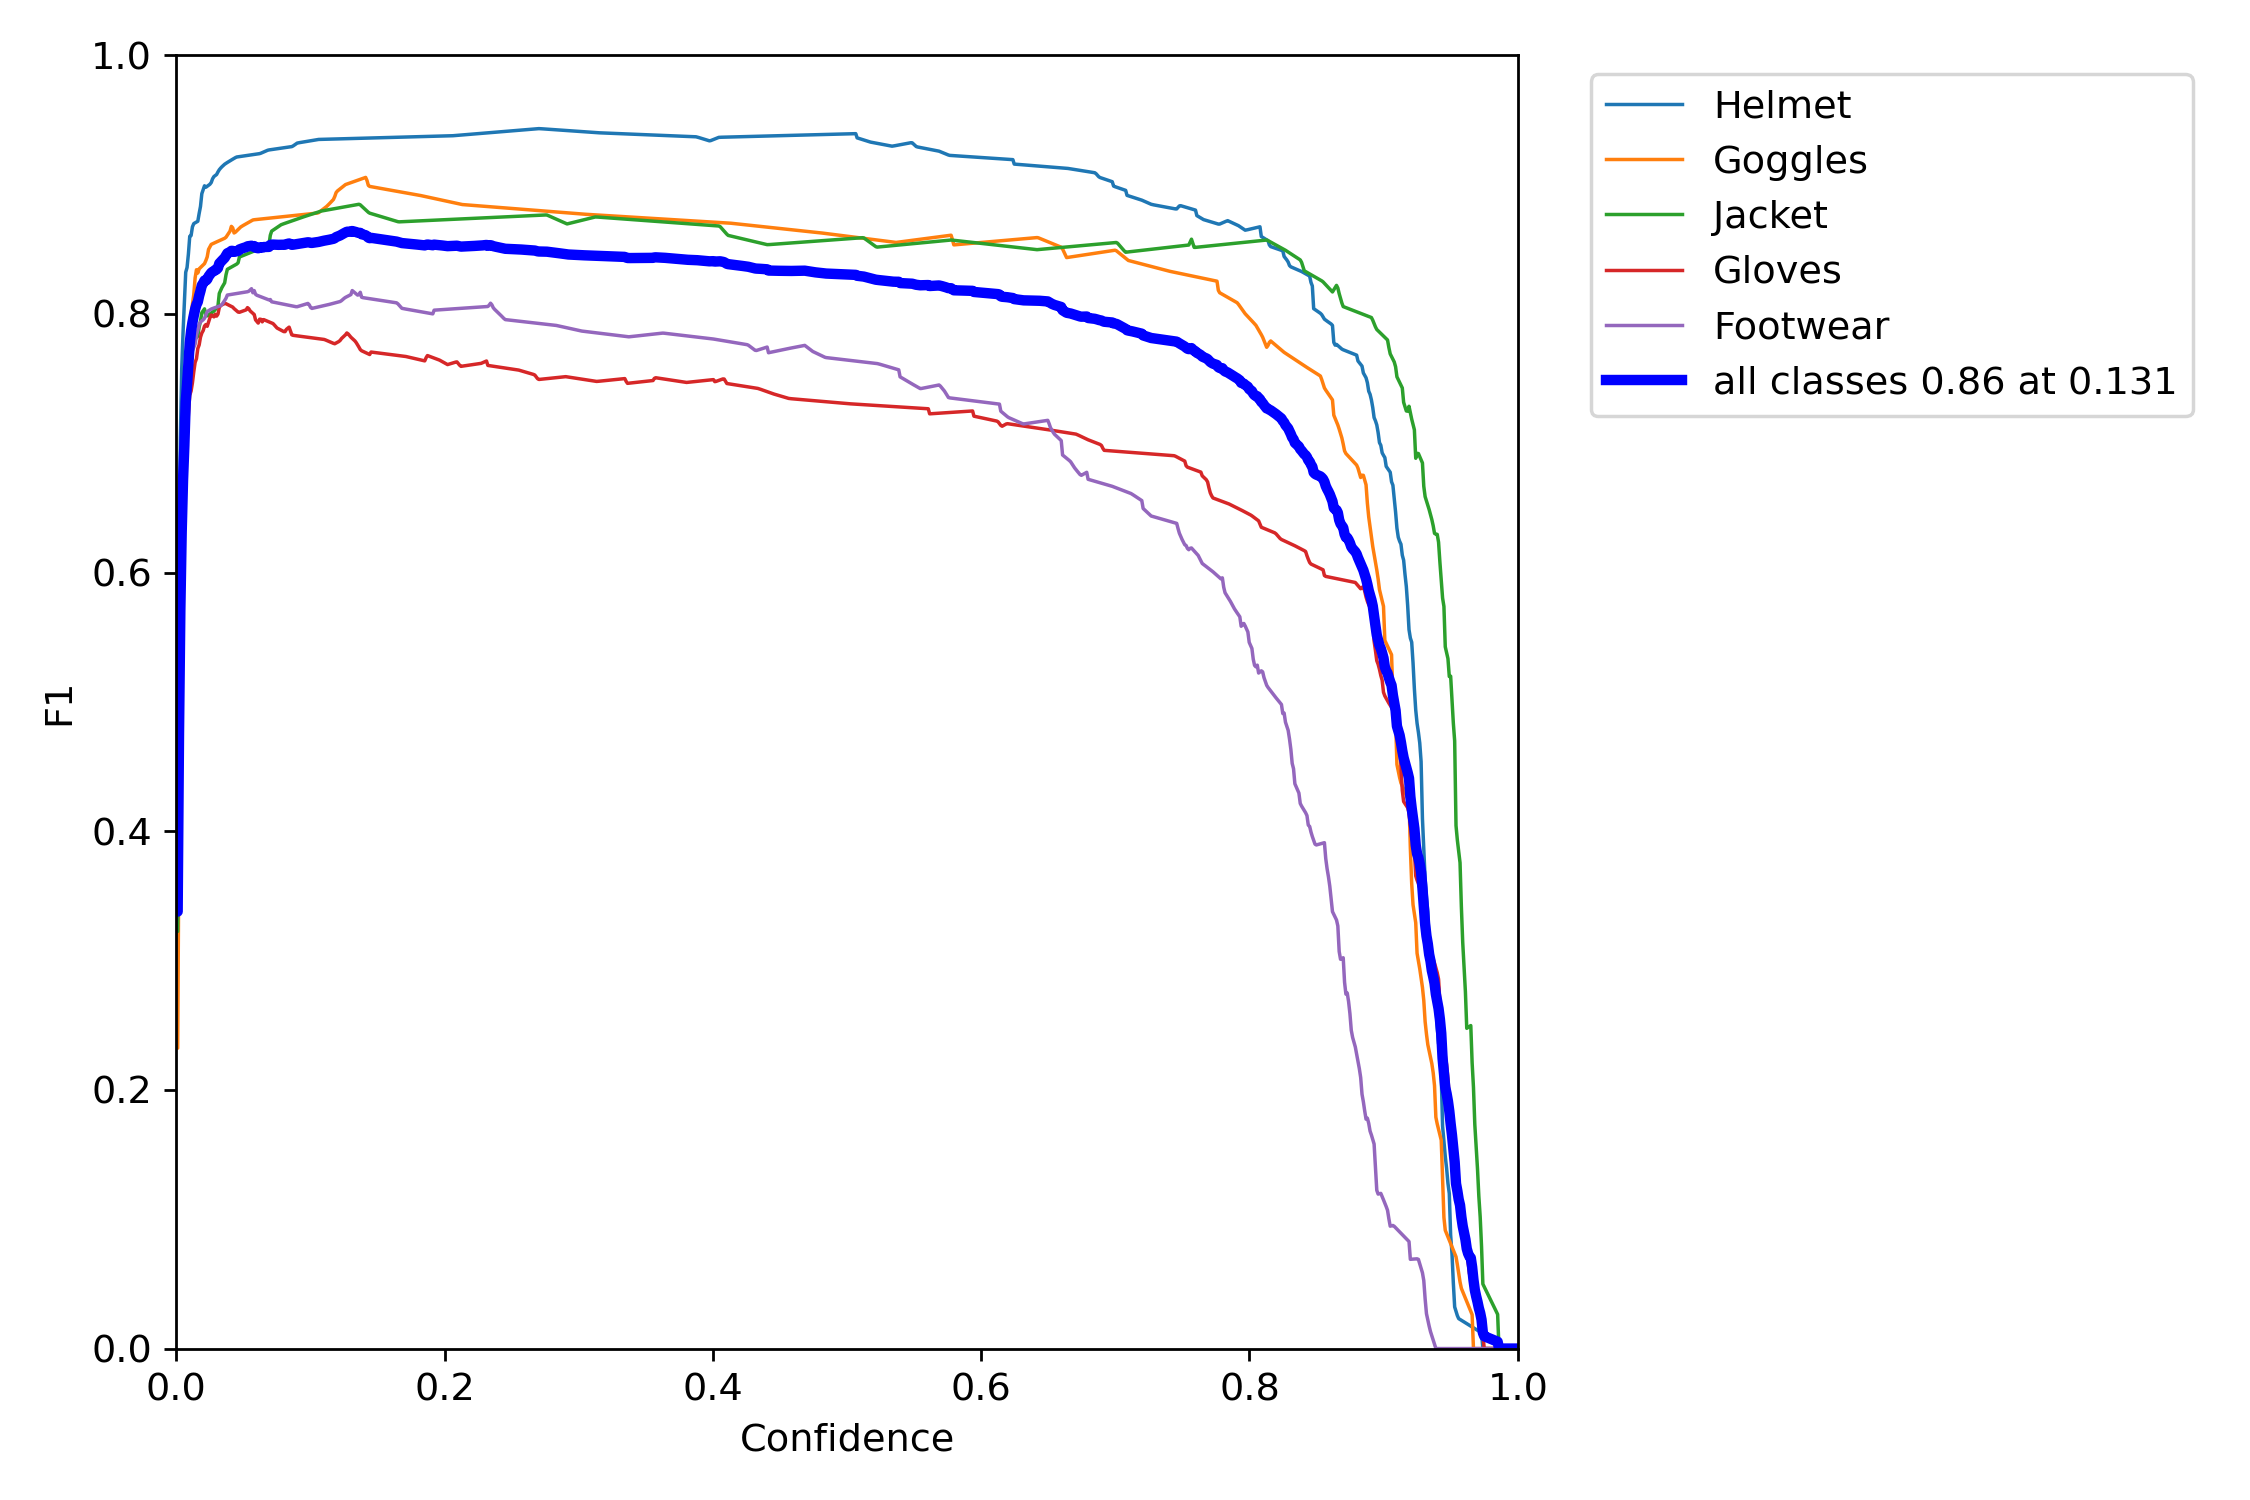 1.0
0.8
0.6
0.4
0.2
0.0
F1
0.0 0.2 0.4 0.6 0.8 1.0
Confidence
Helmet
Goggles
Jacket
Gloves
Footwear
all classes 0.86 at 0.131